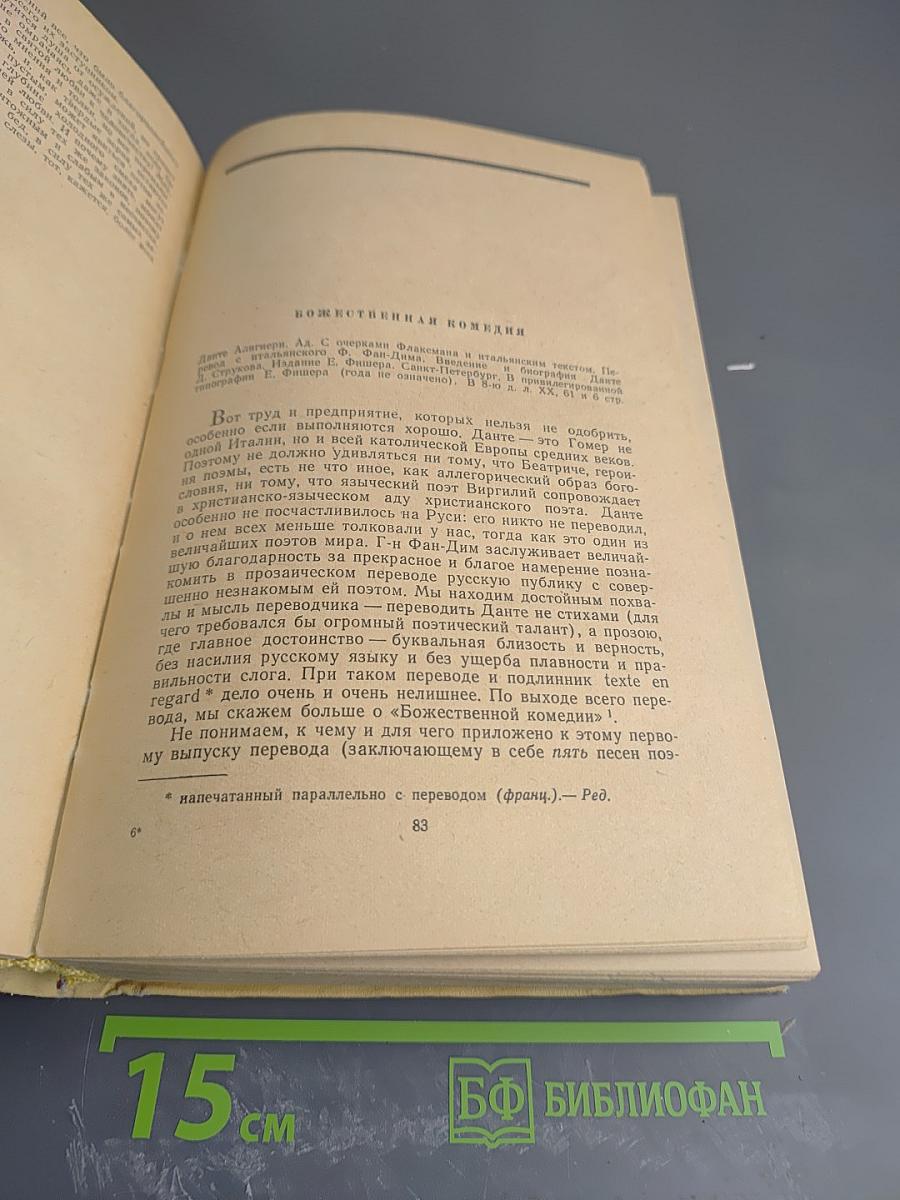 БОЖЕСТВЕННАЯ КОМЕДИЯ
Данте Алигиери. Ад. С очерками Флаксмана и итальянским текстом. Пе-
ревод с итальянского Ф. Фан-Дима. Введение и биография Данте
Д. Струкова. Издание Е. Фишера. Санкт-Петербург. В привилегированной
типографии Е. Фишера (года не означено). В 8-ю д. л. XX, 61 и 6 стр.
Вот труд и предприятие, которых нельзя не одобрить,
особенно если выполняются хорошо. Данте — это Гомер не
одной Италии, но и всей католической Европы средних веков.
Поэтому не должно удивляться ни тому, что Беатриче, герои-
ня поэмы, есть не что иное, как аллегорический образ бого-
словия, ни тому, что языческий поэт Виргилий сопровождает
в христианско-языческом аду христианского поэта. Данте
особенно не посчастливилось на Руси: его никто не переводил,
и о нем всех меньше толковали у нас, тогда как это один из
величайших поэтов мира. Г-н Фан-Дим заслуживает величай-
шую благодарность за прекрасное и благое намерение позна-
комить в прозаическом переводе русскую публику с совер-
шенно незнакомым ей поэтом. Мы находим достойным похва-
лы и мысль переводчика — переводить Данте не стихами (для
чего требовался бы огромный поэтический талант), а прозою,
где главное достоинство — буквальная близость и верность,
без насилия русскому языку и без ущерба плавности и пра-
вильности слога. При таком переводе и подлинник texte en
regard * дело очень и очень нелишнее. По выходе всего пере-
вода, мы скажем больше о «Божественной комедии» ¹.
Не понимаем, к чему и для чего приложено к этому перво-
му выпуску перевода (заключающему в себе пять песен поэ-
* напечатанный параллельно с переводом (франц.).— Ред.
6*
83
15 см
БФ БИБЛИОФАН